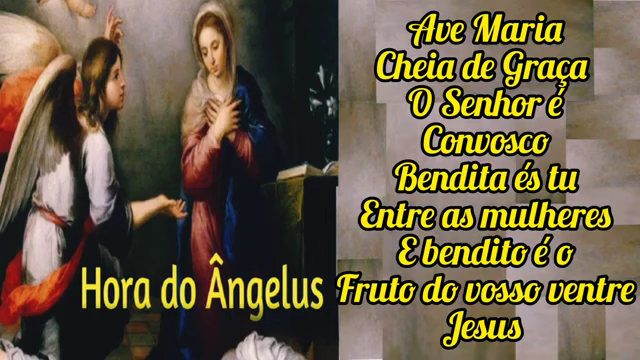 Hora do Ângelus
Ave Maria
Cheia de Graça
O Senhor é
Convosco
Bendita és tu
Entre as mulheres
E bendito é o
Fruto do vosso ventre
Jesus